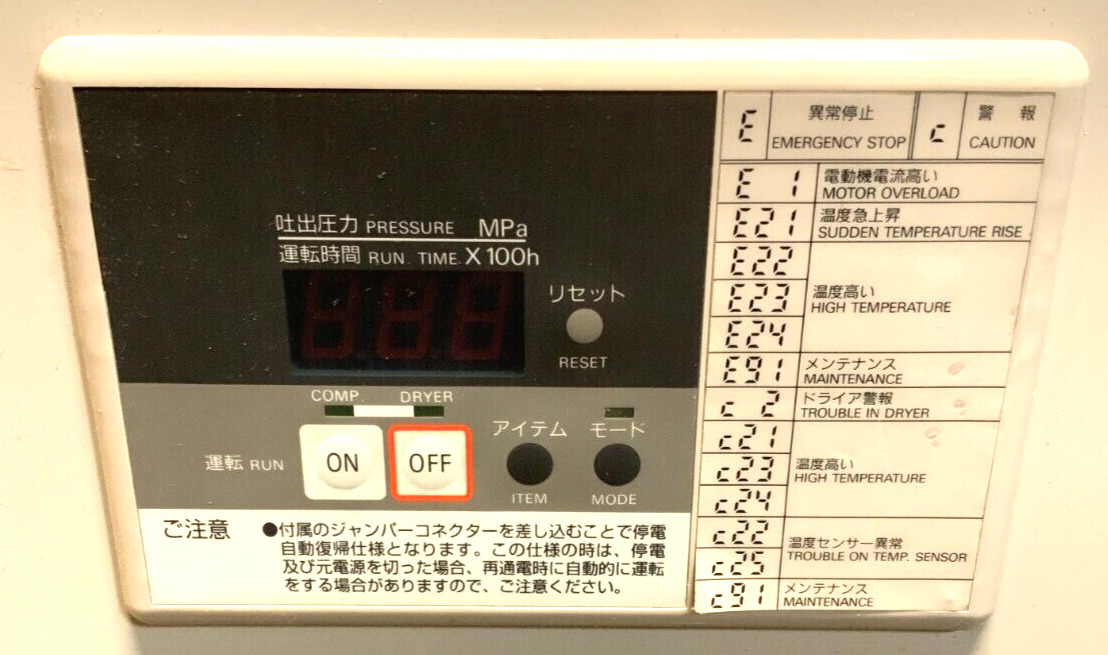 吐出圧力 PRESSURE MPa
運転時間 RUN. TIME. X100h
リセット
RESET
COMP. DRYER
運転 RUN ON OFF
アイテム モード
ITEM MODE
ご注意 ●付属のジャンパーコネクターを差し込むことで停電
自動復帰仕様となります。この仕様の時は、停電
及び元電源を切った場合、再通電時に自動的に運転
をする場合がありますので、ご注意ください。
E 異常停止 c 警報
EMERGENCY STOP CAUTION
E 1 電動機電流高い
MOTOR OVERLOAD
E21 温度急上昇
SUDDEN TEMPERATURE RISE
E22
E23 温度高い
HIGH TEMPERATURE
E24
E91 メンテナンス
MAINTENANCE
c 2 ドライア警報
TROUBLE IN DRYER
c21
c23 温度高い
HIGH TEMPERATURE
c24
c22 温度センサー異常
TROUBLE ON TEMP. SENSOR
c25
c91 メンテナンス
MAINTENANCE